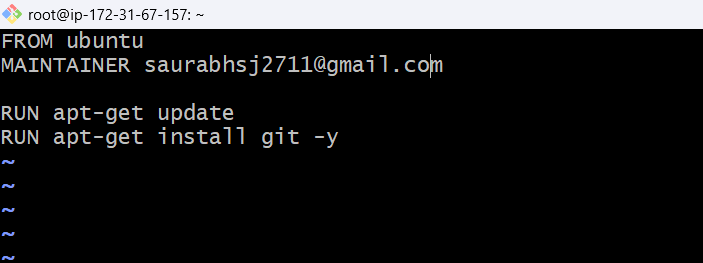 root@ip-172-31-67-157: ~
FROM ubuntu
MAINTAINER saurabhsj2711@gmail.com
RUN apt-get update
RUN apt-get install git -y
~
~
~
~
~